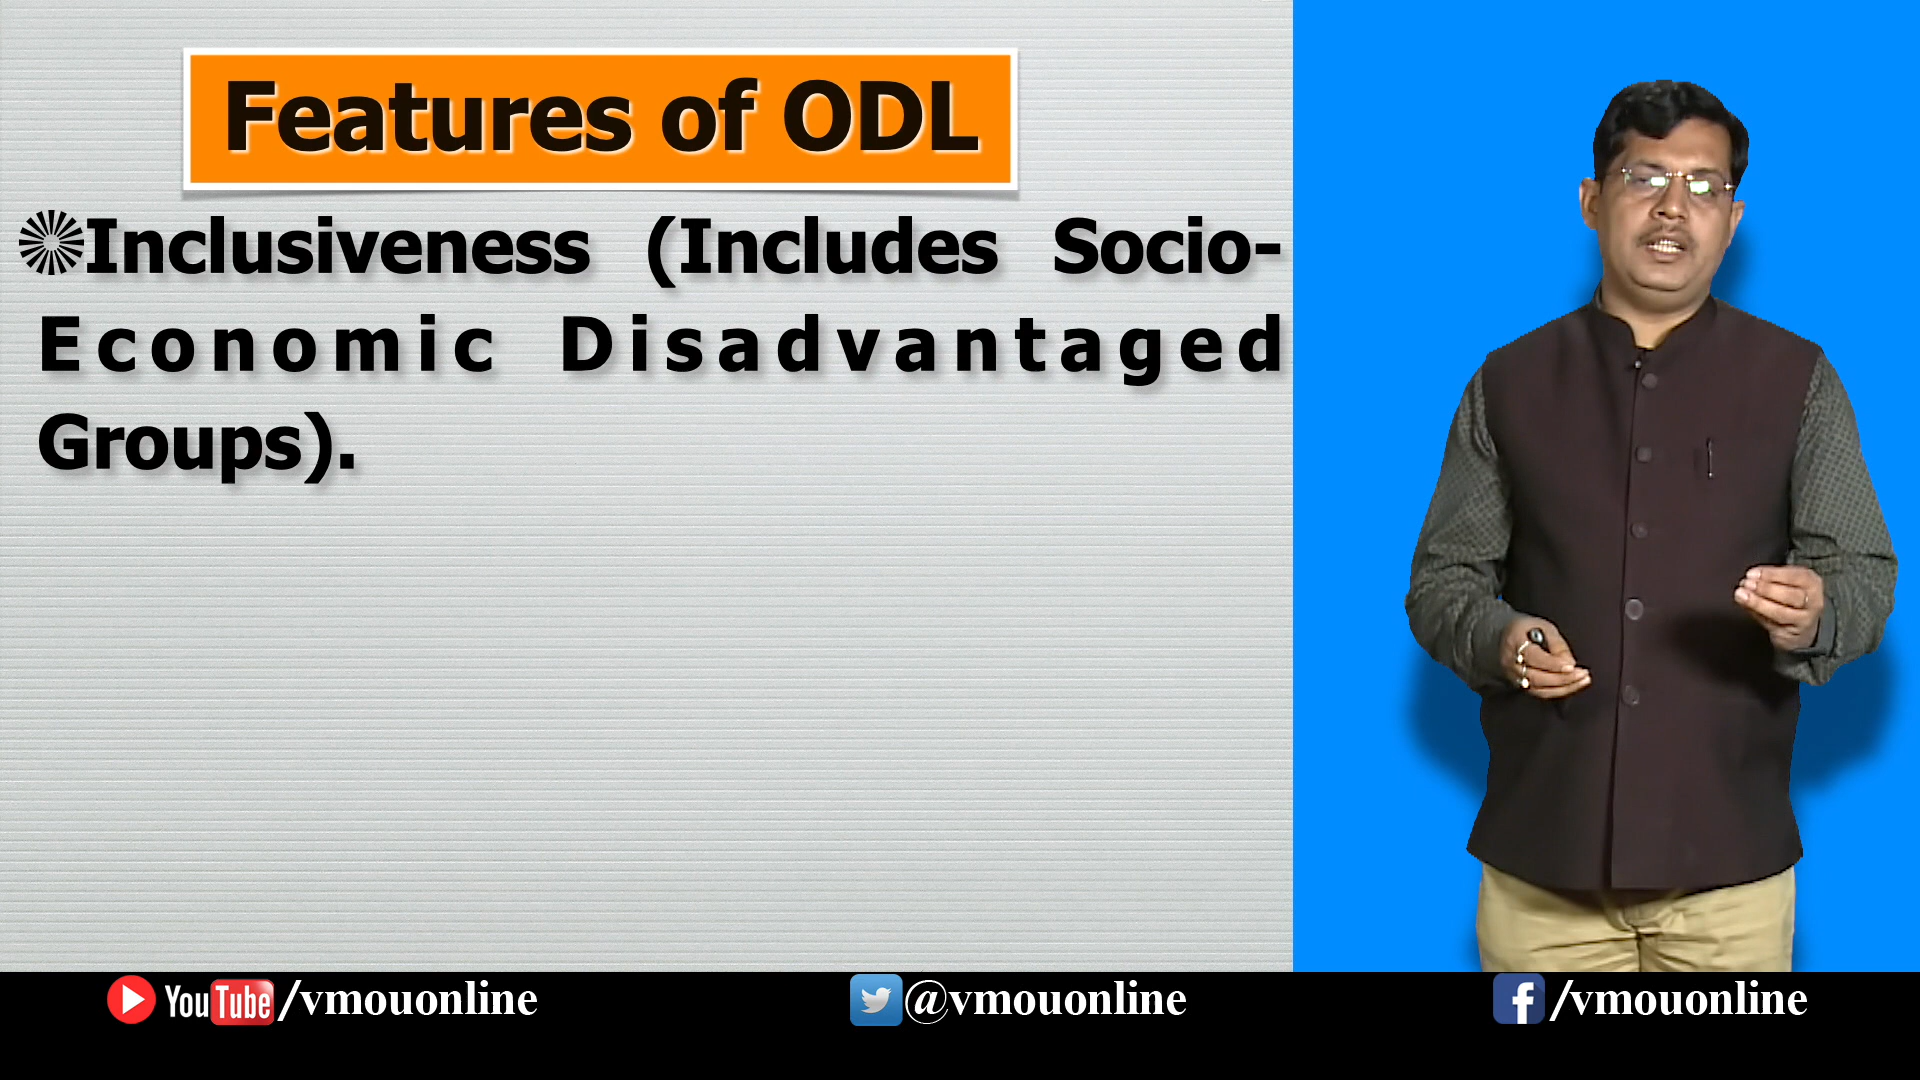 Features of ODL
Inclusiveness (Includes Socio-
Economic Disadvantaged
Groups).
YouTube /vmouonline
@vmouonline
f /vmouonline